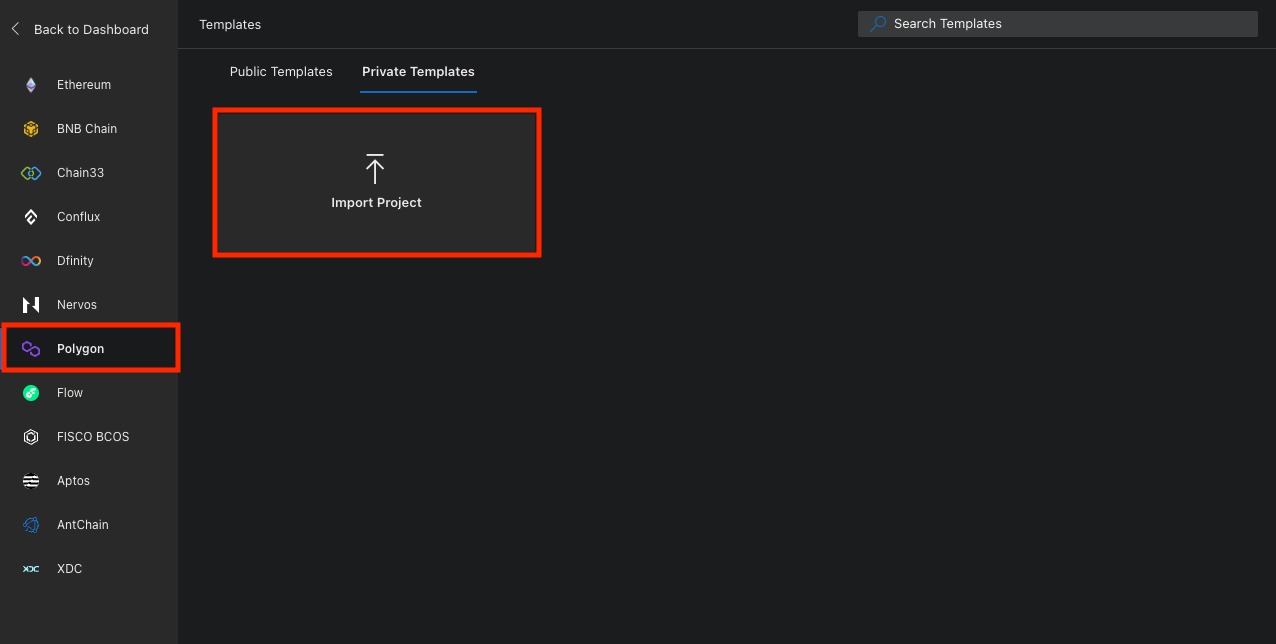 Back to Dashboard
Ethereum
BNB Chain
Chain33
Conflux
Dfinity
Nervos
Polygon
Flow
FISCO BCOS
Aptos
AntChain
XDC
XDC
Templates
Search Templates
Public Templates
Private Templates
Import Project